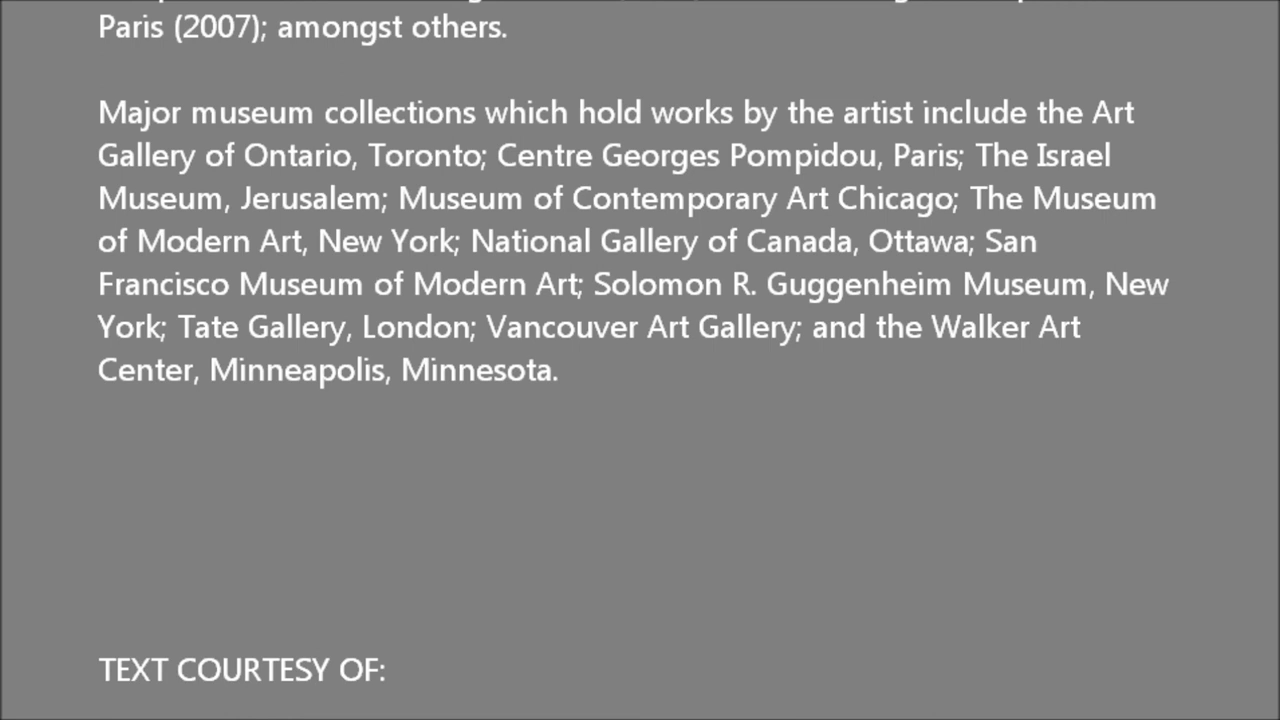 Paris (2007); amongst others.
Major museum collections which hold works by the artist include the Art
Gallery of Ontario, Toronto; Centre Georges Pompidou, Paris; The Israel
Museum, Jerusalem; Museum of Contemporary Art Chicago; The Museum
of Modern Art, New York; National Gallery of Canada, Ottawa; San
Francisco Museum of Modern Art; Solomon R. Guggenheim Museum, New
York; Tate Gallery, London; Vancouver Art Gallery; and the Walker Art
Center, Minneapolis, Minnesota.
TEXT COURTESY OF: